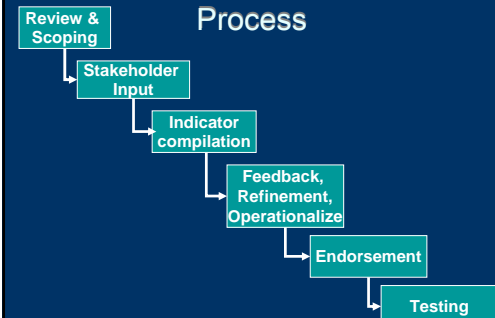 Process
Review &
Scoping
Stakeholder
Input
Indicator
compilation
Feedback,
Refinement,
Operationalize
Endorsement
Testing